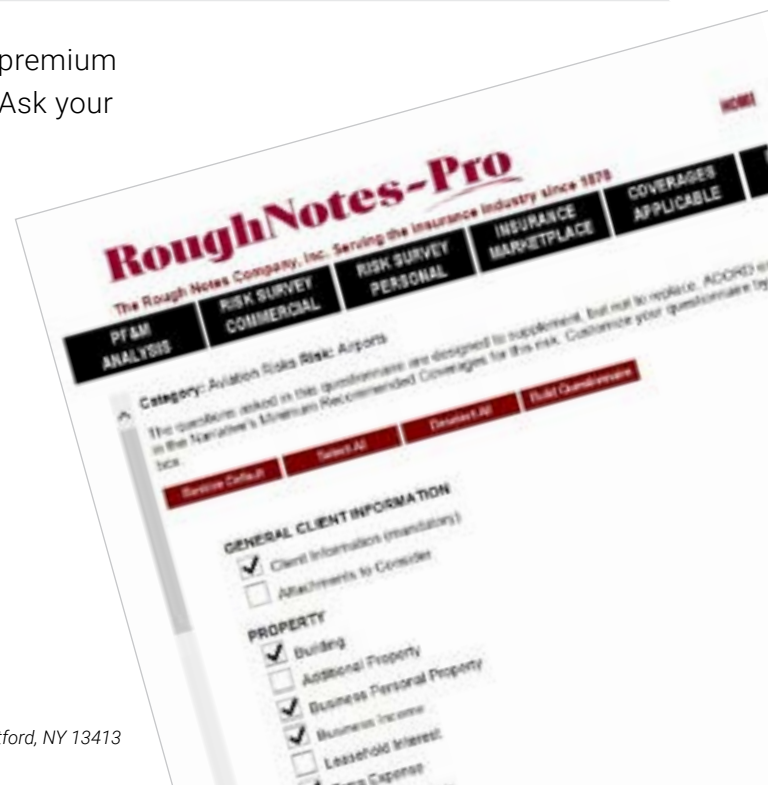 premium
Ask your
HOME
RoughNotes-Pro
The Rough Notes Company, Inc. Serving the insurance industry since 1878
PF&M ANALYSIS
RISK SURVEY COMMERCIAL
RISK SURVEY PERSONAL
INSURANCE MARKETPLACE
COVERAGES APPLICABLE
Category: Aviation Risks Risk: Airports
The questions asked in this questionnaire are designed to supplement, but not to replace, ACORD
in the Narrative's Minimum Recommended Coverages for this risk. Customize your questionnaire by
box.
Restore Default
Select All
Deselect All
Build Questionnaire
GENERAL CLIENT INFORMATION
Client Information (mandatory)
Attachments to Consider
PROPERTY
Building
Additional Property
Business Personal Property
Business Income
Leasehold Interest
Expense
tford, NY 13413